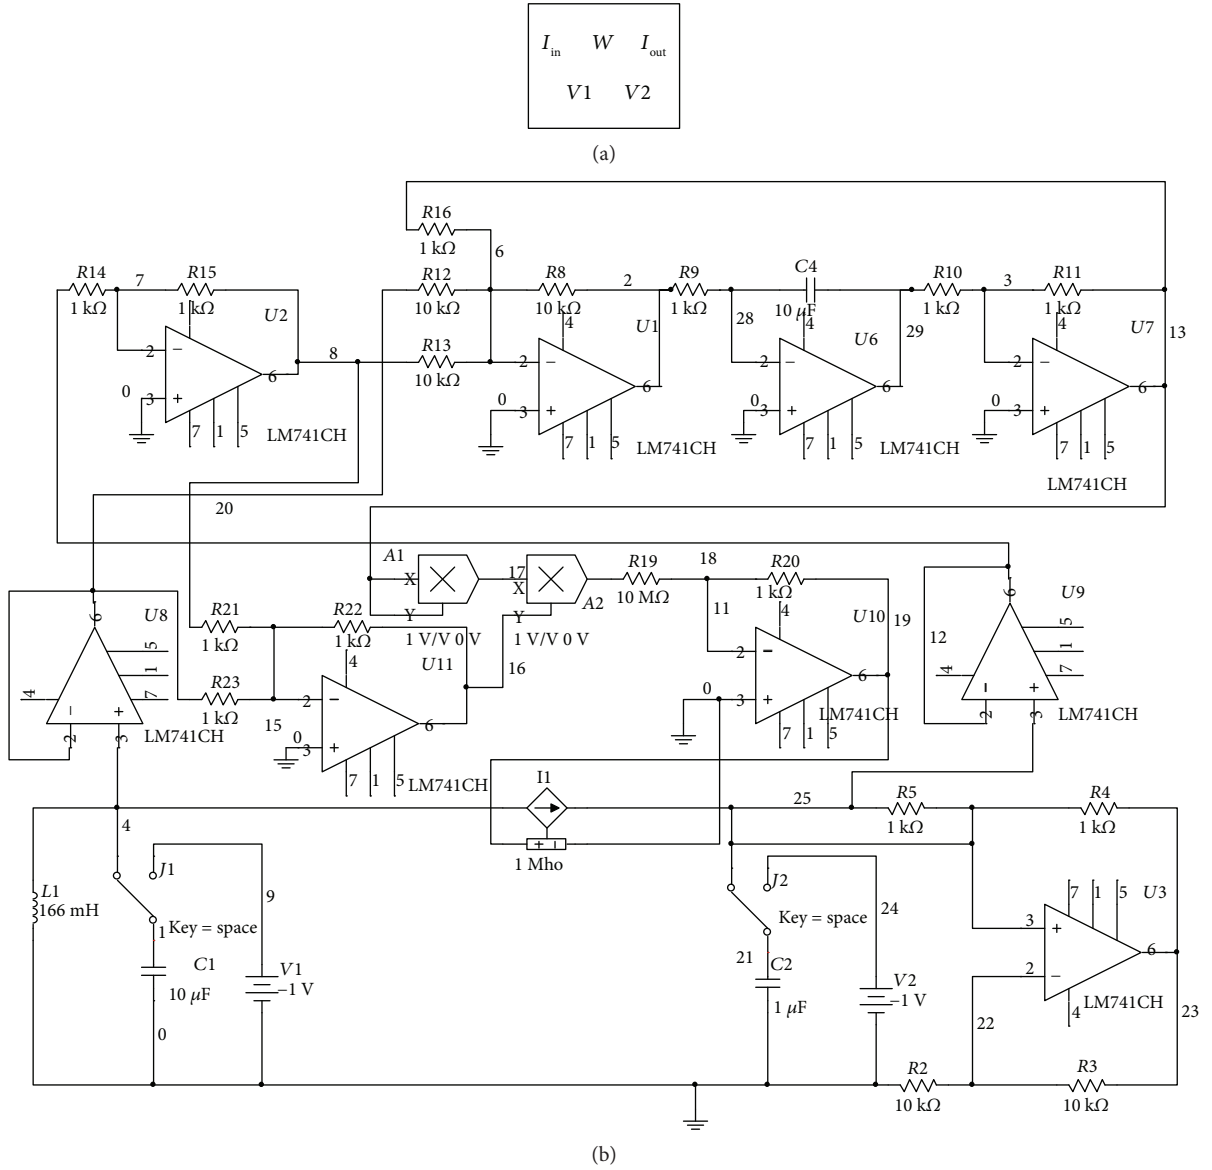 Iin W Iout
V1 V2
(a)
R16
1 kΩ
6
R14 7 R15
1 kΩ 1 kΩ
R12
10 kΩ
R8 2 R9
10 kΩ 1 kΩ
C4
10 µF
R10 3 R11
1 kΩ 1 kΩ
U2
4
U1
28
4
U6
29
4
U7
13
2
6
8
R13
10 kΩ
2
6
2
6
2
6
0
3
7 1 5
LM741CH
0
3
7 1 5
LM741CH
0
3
7 1 5
LM741CH
0
3
7 1 5
LM741CH
20
A1
X
Y
1 V/V 0 V
17
X
A2
Y
1 V/V 0 V
16
R19
10 MΩ
18
11
R20
1 kΩ
4
U10
19
U9
6
5
1
7
12
4
2
3
LM741CH
U8
6
5
1
7
4
2
3
LM741CH
R21
1 kΩ
R22
1 kΩ
R23
1 kΩ
15
4
U11
2
6
0
3
7 1 5
LM741CH
2
6
0
3
7 1 5
LM741CH
I1
1 Mho
25
R5
1 kΩ
R4
1 kΩ
4
L1
166 mH
J1
9
Key = space
1
C1
10 µF
0
V1
−1 V
J2
24
Key = space
21
C2
1 µF
V2
−1 V
7 1 5
U3
3
2
6
4
LM741CH
22
23
R2
10 kΩ
R3
10 kΩ
(b)